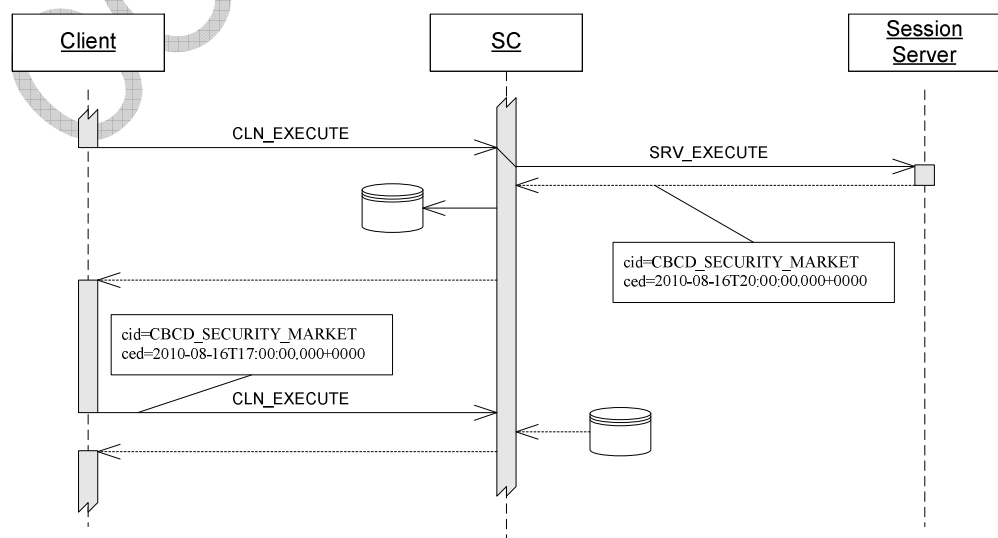 Client
SC
Session
Server
CLN_EXECUTE
SRV_EXECUTE
cid=CBCD_SECURITY_MARKET
ced=2010-08-16T20:00:00.000+0000
cid=CBCD_SECURITY_MARKET
ced=2010-08-16T17:00:00.000+0000
CLN_EXECUTE